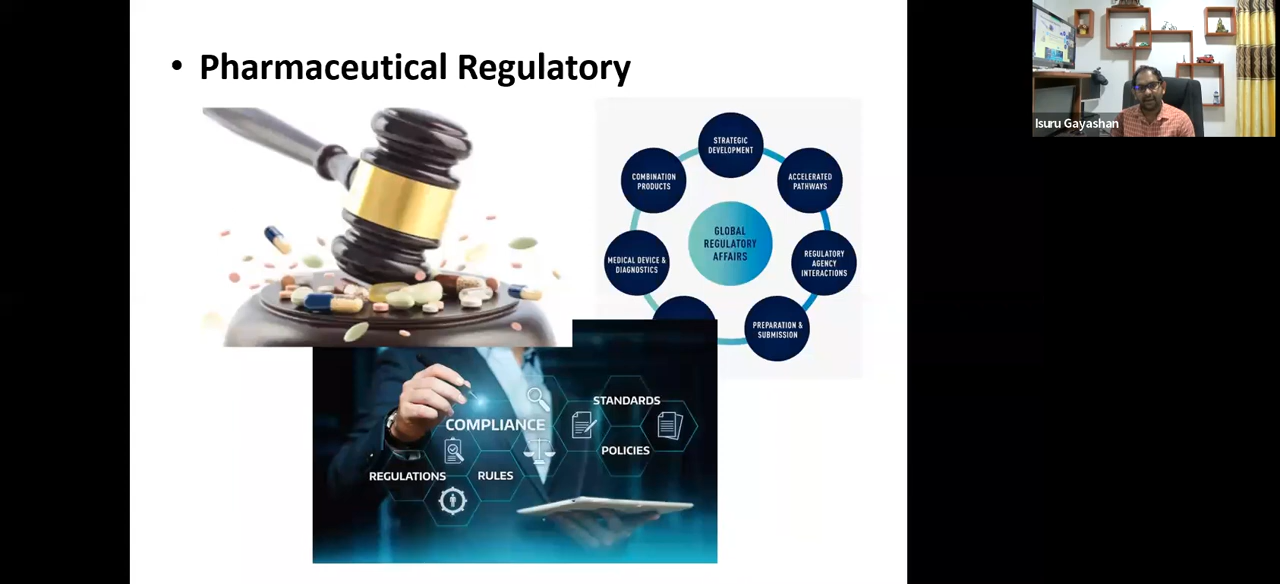 • Pharmaceutical Regulatory
Isuru Gayashan
STRATEGIC
DEVELOPMENT
COMBINATION
PRODUCTS
ACCELERATED
PATHWAYS
GLOBAL
REGULATORY
AFFAIRS
MEDICAL DEVICE &
DIAGNOSTICS
REGULATORY
AGENCY
INTERACTIONS
PREPARATION &
SUBMISSION
STANDARDS
COMPLIANCE
POLICIES
REGULATIONS
RULES